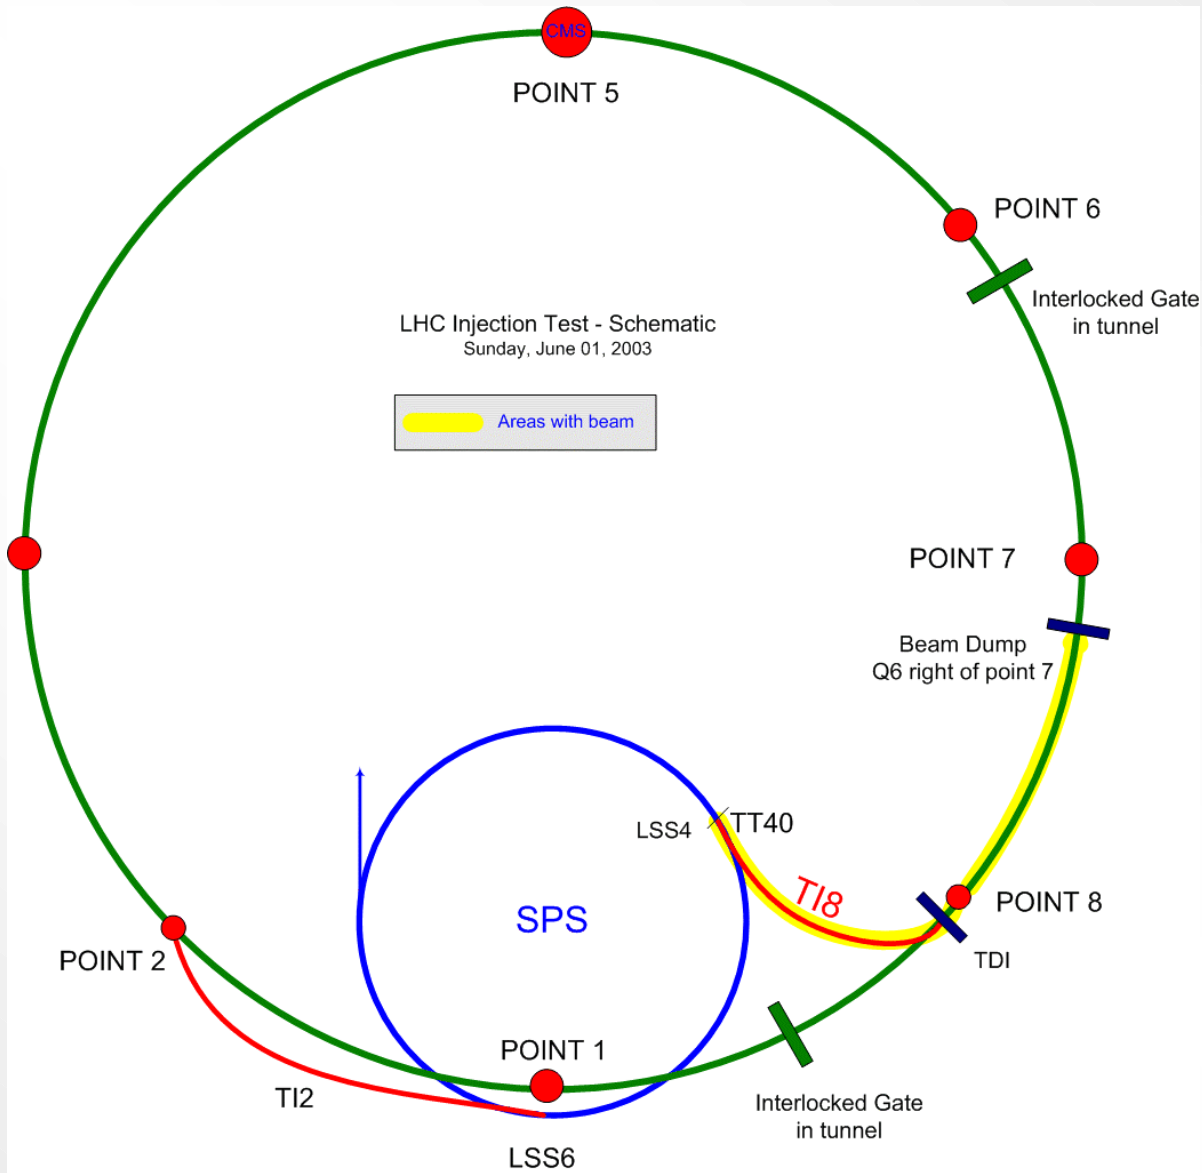 CMS
POINT 5
POINT 6
Interlocked Gate
in tunnel
LHC Injection Test - Schematic
Sunday, June 01, 2003
Areas with beam
POINT 7
Beam Dump
Q6 right of point 7
LSS4
TT40
TI8
POINT 8
SPS
POINT 2
TDI
POINT 1
TI2
Interlocked Gate
in tunnel
LSS6